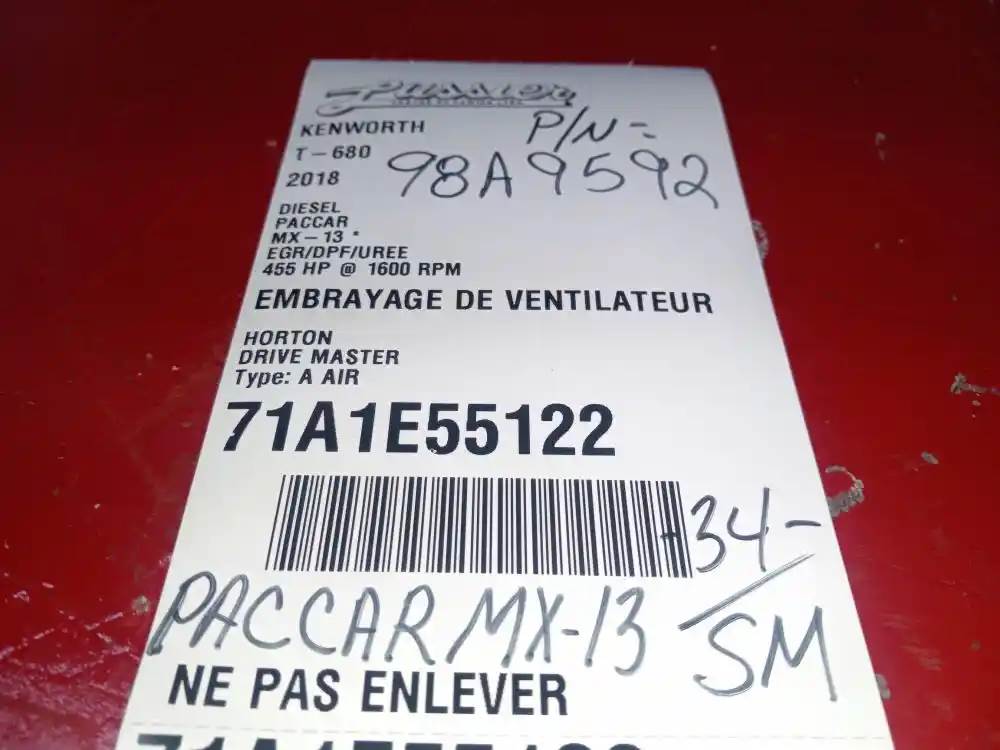 KENWORTH
P/N-
T-680
98A9592
2018
DIESEL
PACCAR
MX-13 *
EGR/DPF/UREE
455 HP @ 1600 RPM
EMBRAYAGE DE VENTILATEUR
HORTON
DRIVE MASTER
Type: A AIR
71A1E55122
34-
PACCAR MX-13
SM
NE PAS ENLEVER